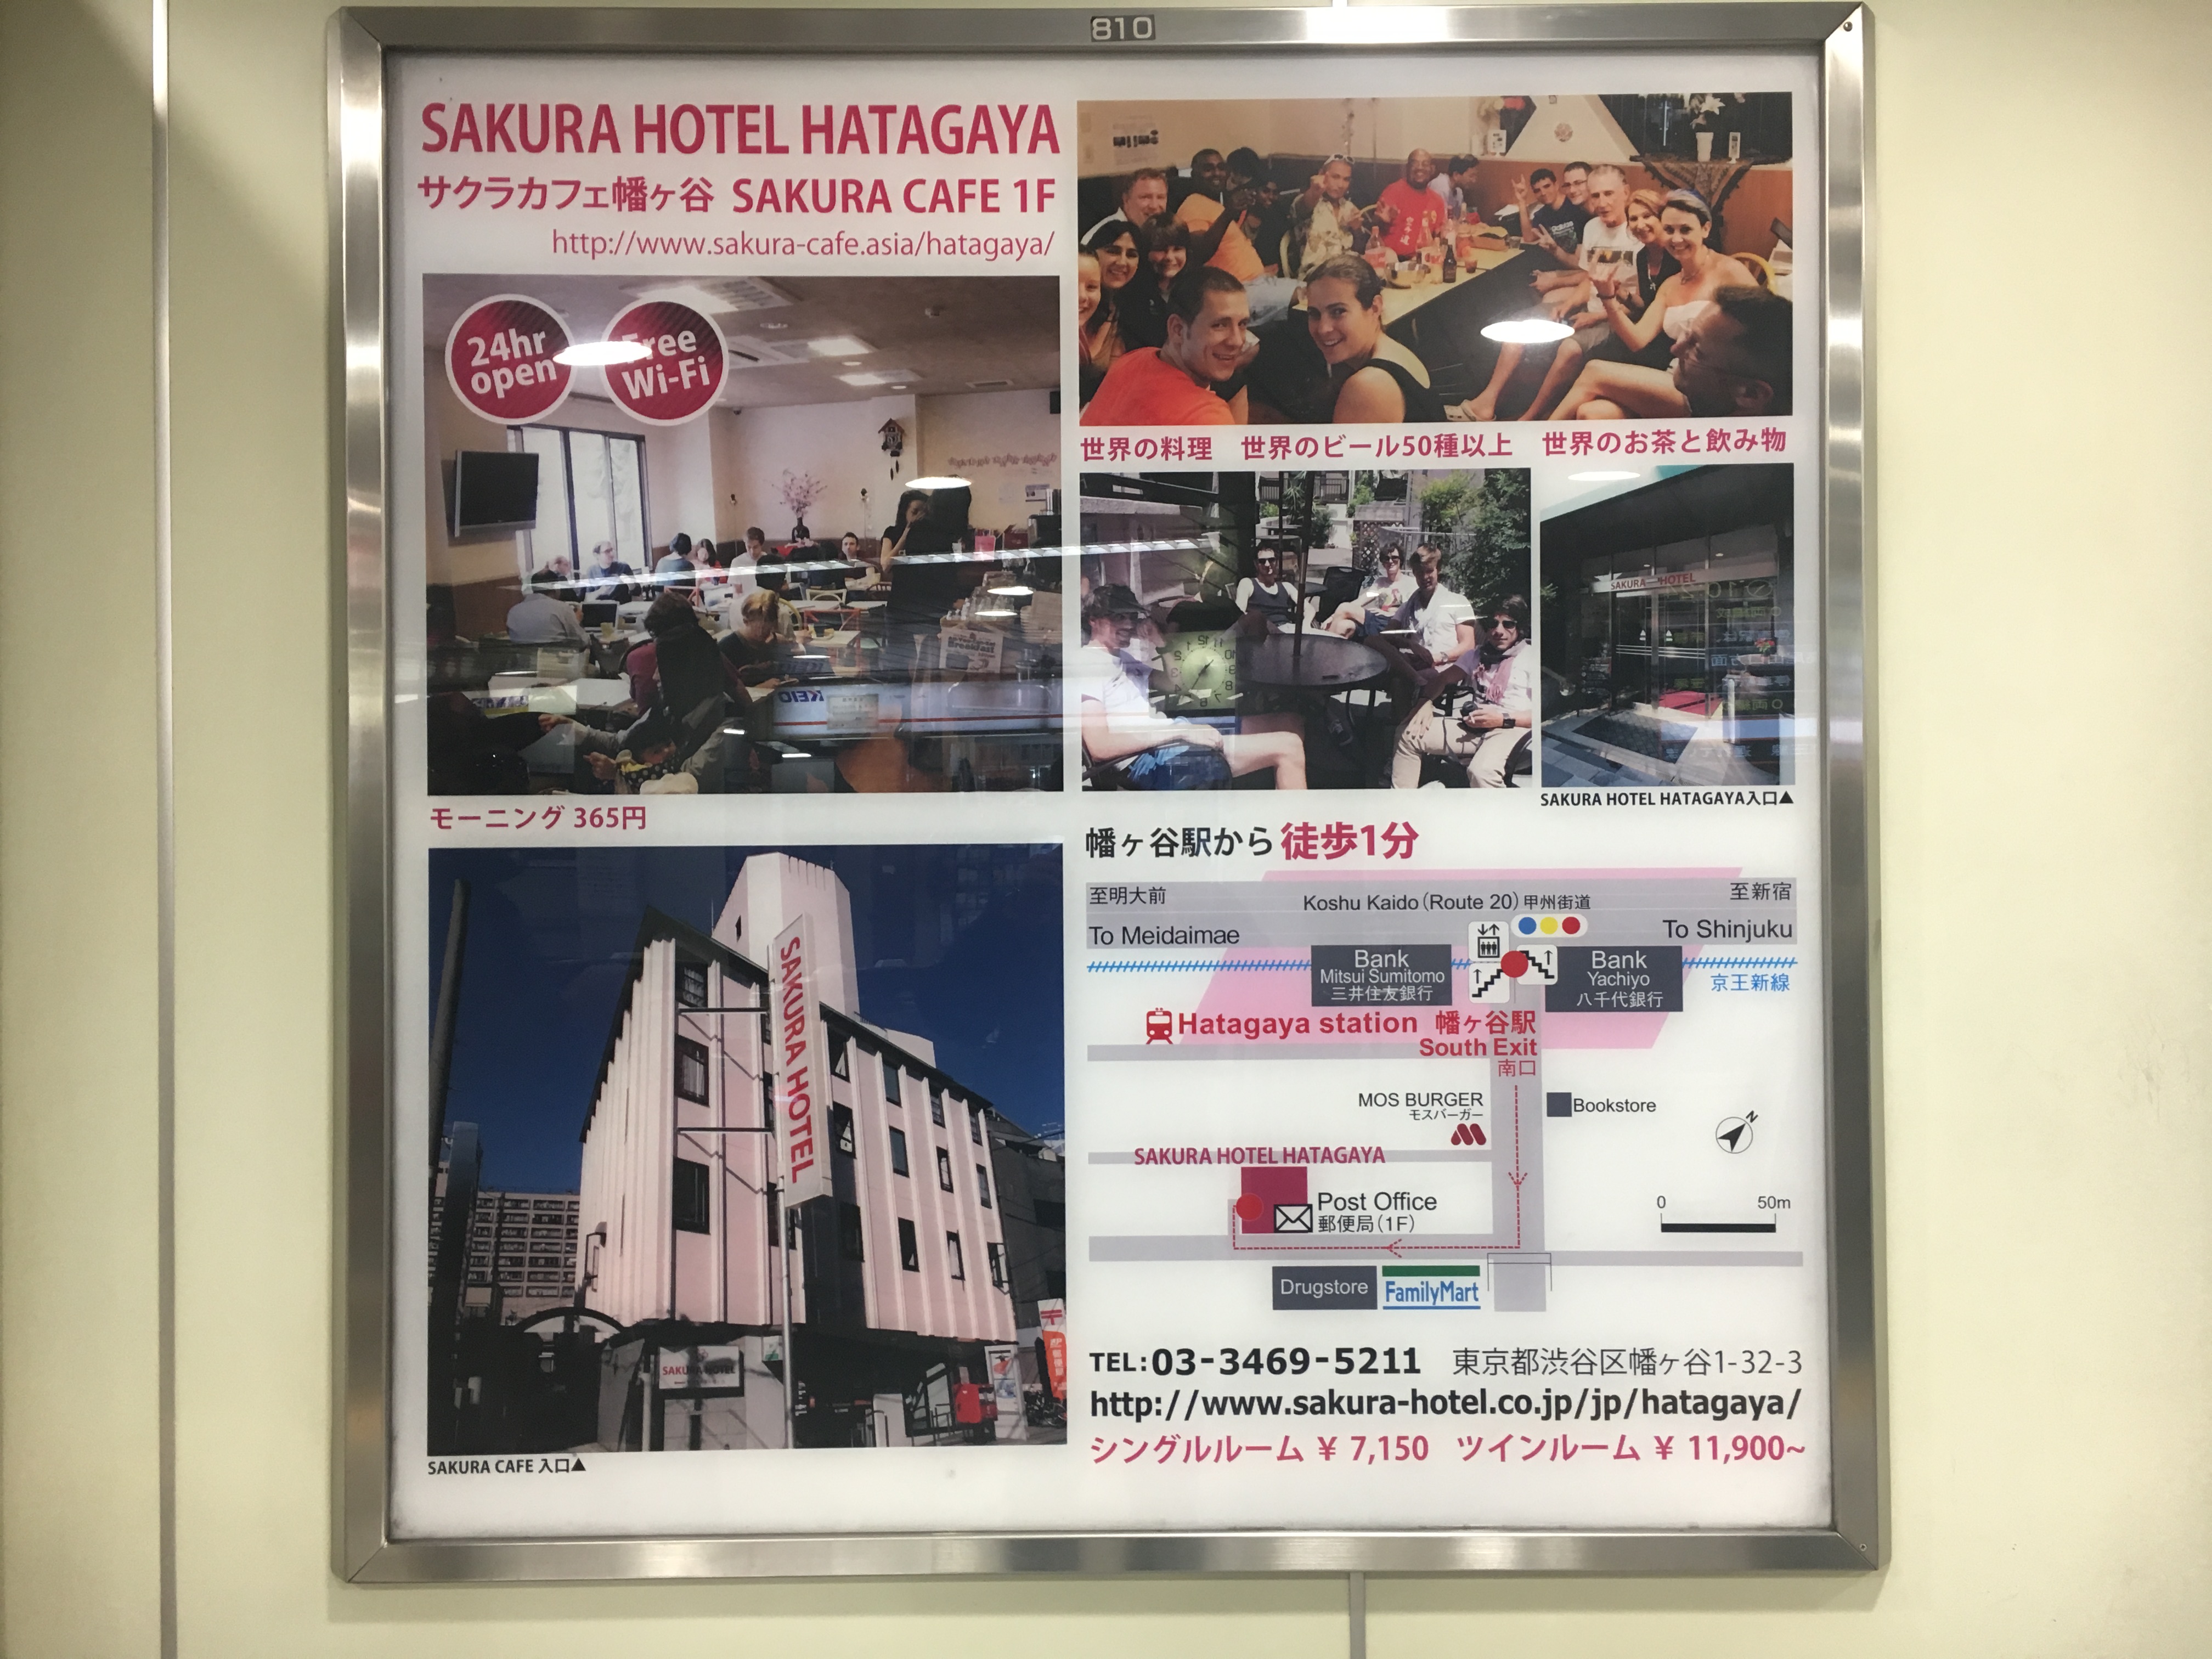 810
SAKURA HOTEL HATAGAYA
サクラカフェ幡ヶ谷 SAKURA CAFE 1F
http://www.sakura-cafe.asia/hatagaya/
24hr
open
Free
Wi-Fi
モーニング 365円
SAKURA HOTEL
SAKURA HOTEL
SAKURA CAFE 入口▲
世界の料理 世界のビール50種以上 世界のお茶と飲み物
SAKURA HOTEL
SAKURA HOTEL HATAGAYA入口▲
幡ヶ谷駅から 徒歩1分
至明大前
至新宿
Koshu Kaido (Route 20) 甲州街道
To Meidaimae
To Shinjuku
Bank
Mitsui Sumitomo
三井住友銀行
Bank
Yachiyo
八千代銀行
京王新線
Hatagaya station 幡ヶ谷駅
South Exit
南口
MOS BURGER
モスバーガー
Bookstore
N
SAKURA HOTEL HATAGAYA
Post Office
郵便局(1F)
0 50m
Drugstore
FamilyMart
TEL:03-3469-5211 東京都渋谷区幡ヶ谷1-32-3
http://www.sakura-hotel.co.jp/jp/hatagaya/
シングルルーム ¥ 7,150 ツインルーム ¥ 11,900~
KEIO
Breakfast